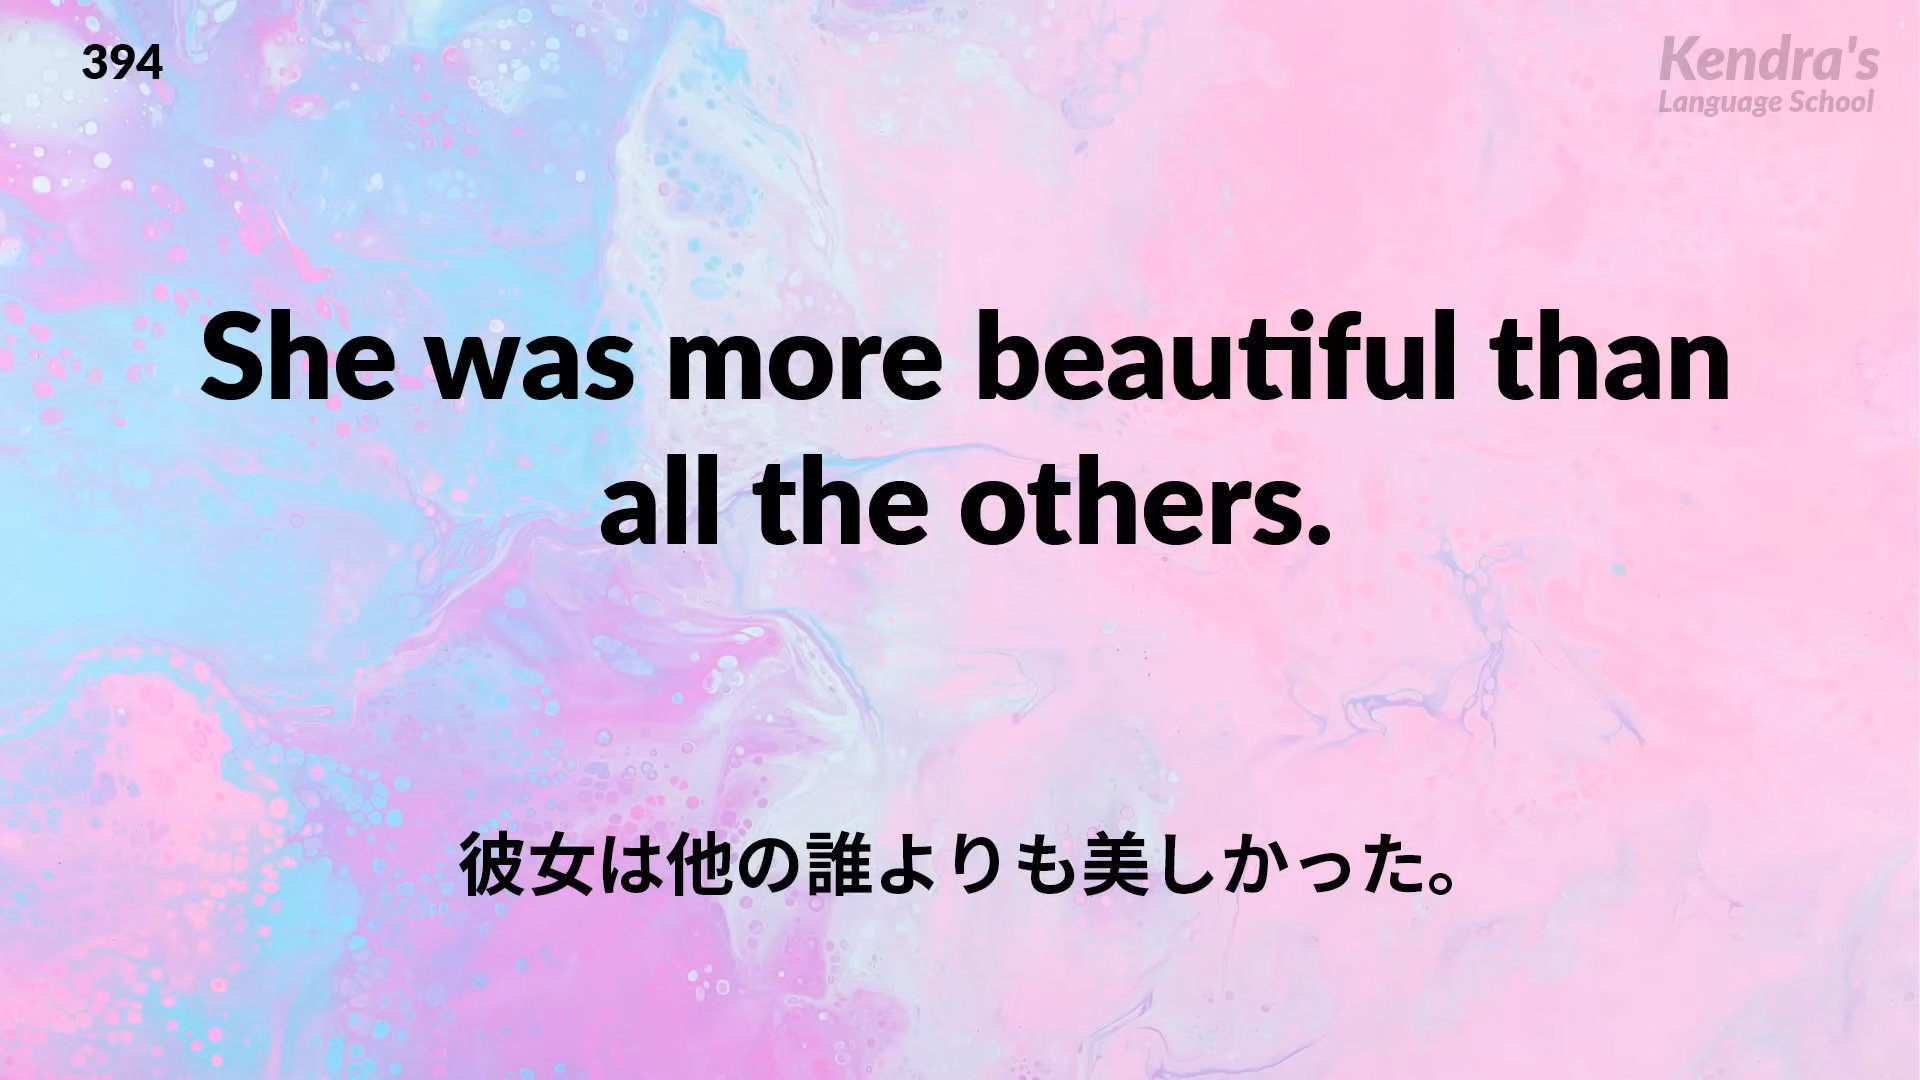 394
Kendra's
Language School
She was more beautiful than
all the others.
彼女は他の誰よりも美しかった。